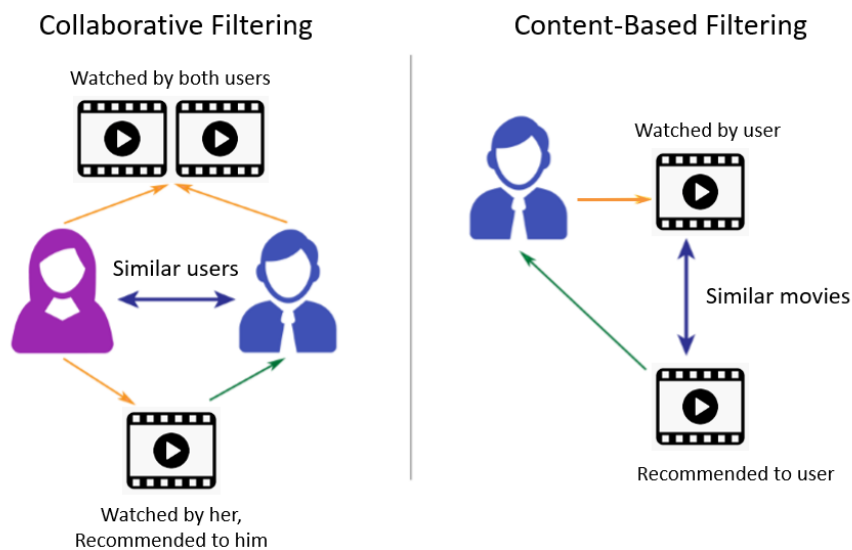 Collaborative Filtering
Watched by both users
Similar users
Watched by her,
Recommended to him
Content-Based Filtering
Watched by user
Similar movies
Recommended to user